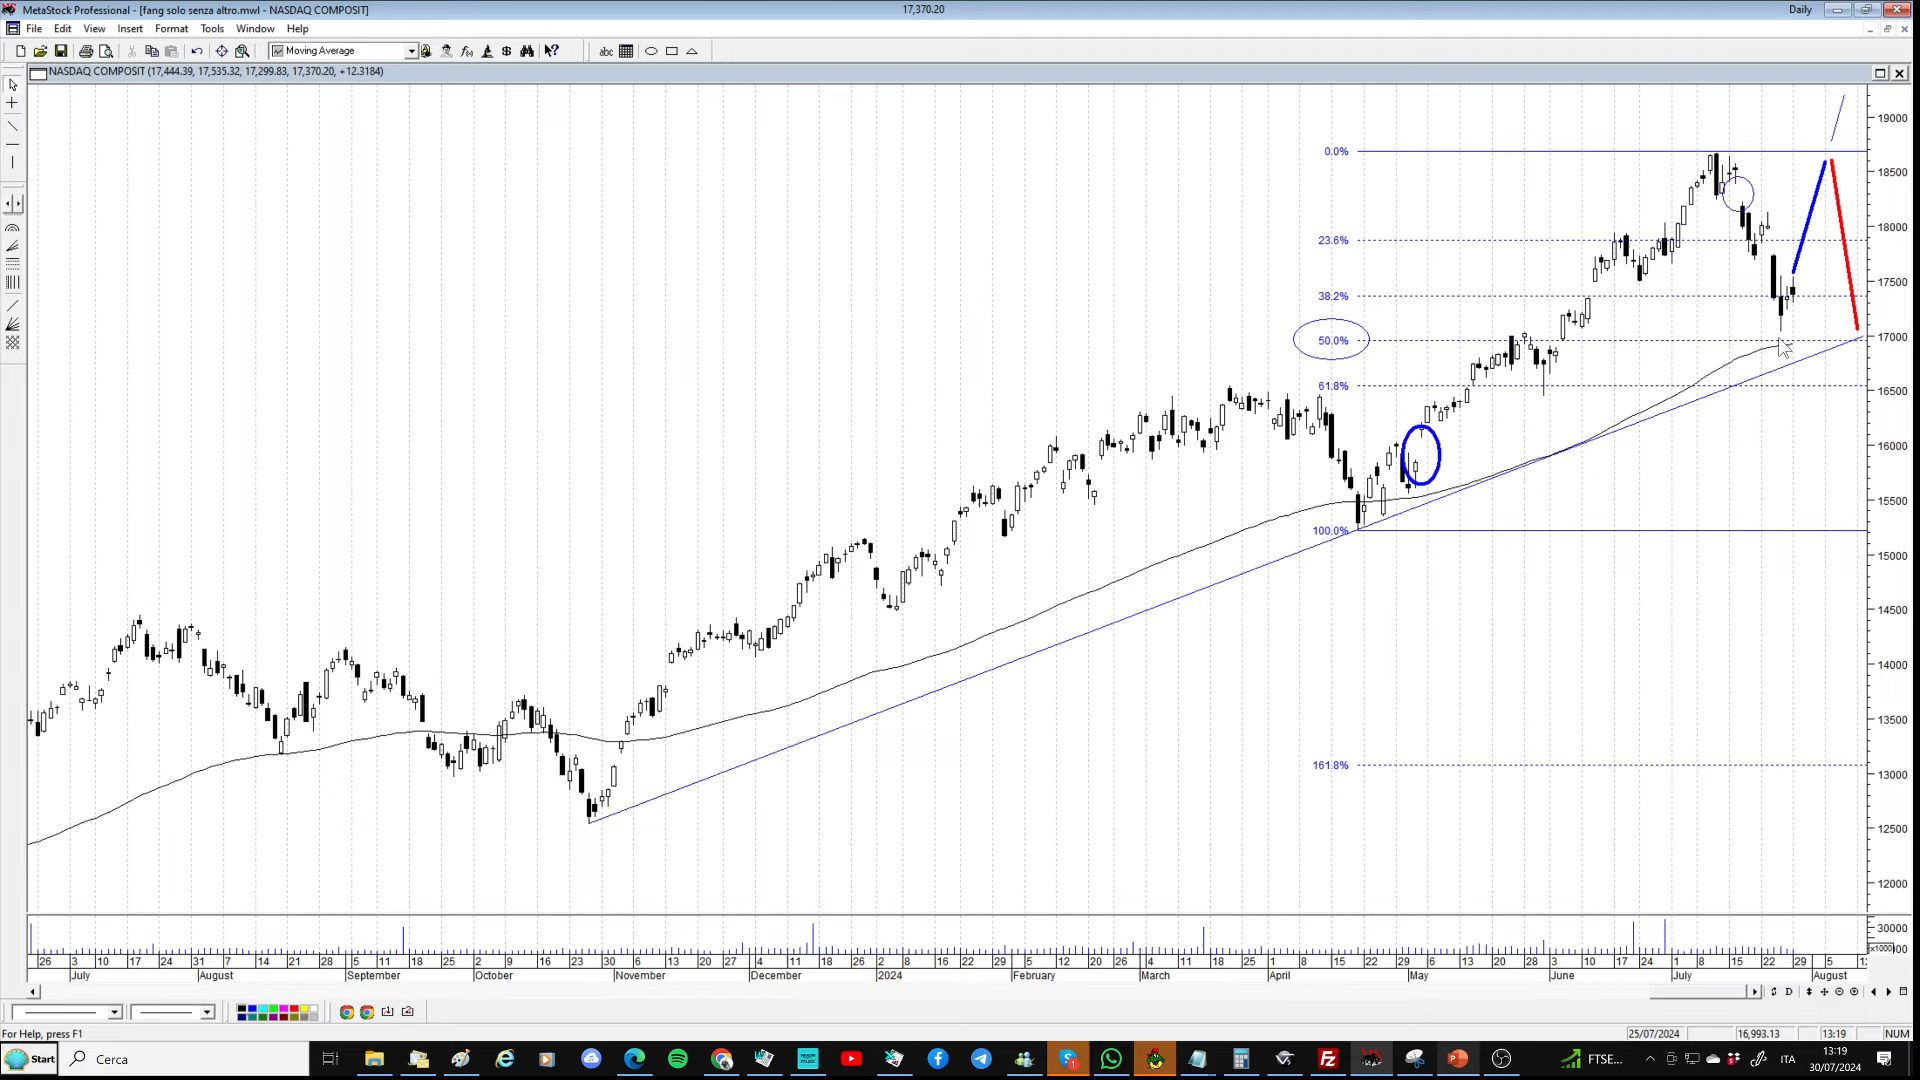 MetaStock Professional - [fang solo senza altro.mwl - NASDAQ COMPOSIT]
17,370.20
Daily
File Edit View Insert Format Tools Window Help
Moving Average
abc
NASDAQ COMPOSIT (17,444.39, 17,535.32, 17,299.83, 17,370.20, +12.3184)
19000
0.0%
18500
18000
23.6%
17500
38.2%
17000
50.0%
61.8%
16500
16000
15500
100.0%
15000
14500
14000
13500
161.8%
13000
12500
12000
30000
x1000
26 3 10 17 24 31 7 14 21 28 5 11 18 25 2 9 16 23 30 6 13 20 27 4 11 18 26 2 8 16 22 29 5 12 20 26 4 11 18 25 1 8 15 22 29 6 13 20 28 3 10 17 24 1 8 15 22 29 5
July August September October November December 2024 February March April May June July August
D
For Help, press F1
25/07/2024 16,993.13 13:19 NUM
Start
Cerca
FTSE...
ITA
13:19
30/07/2024